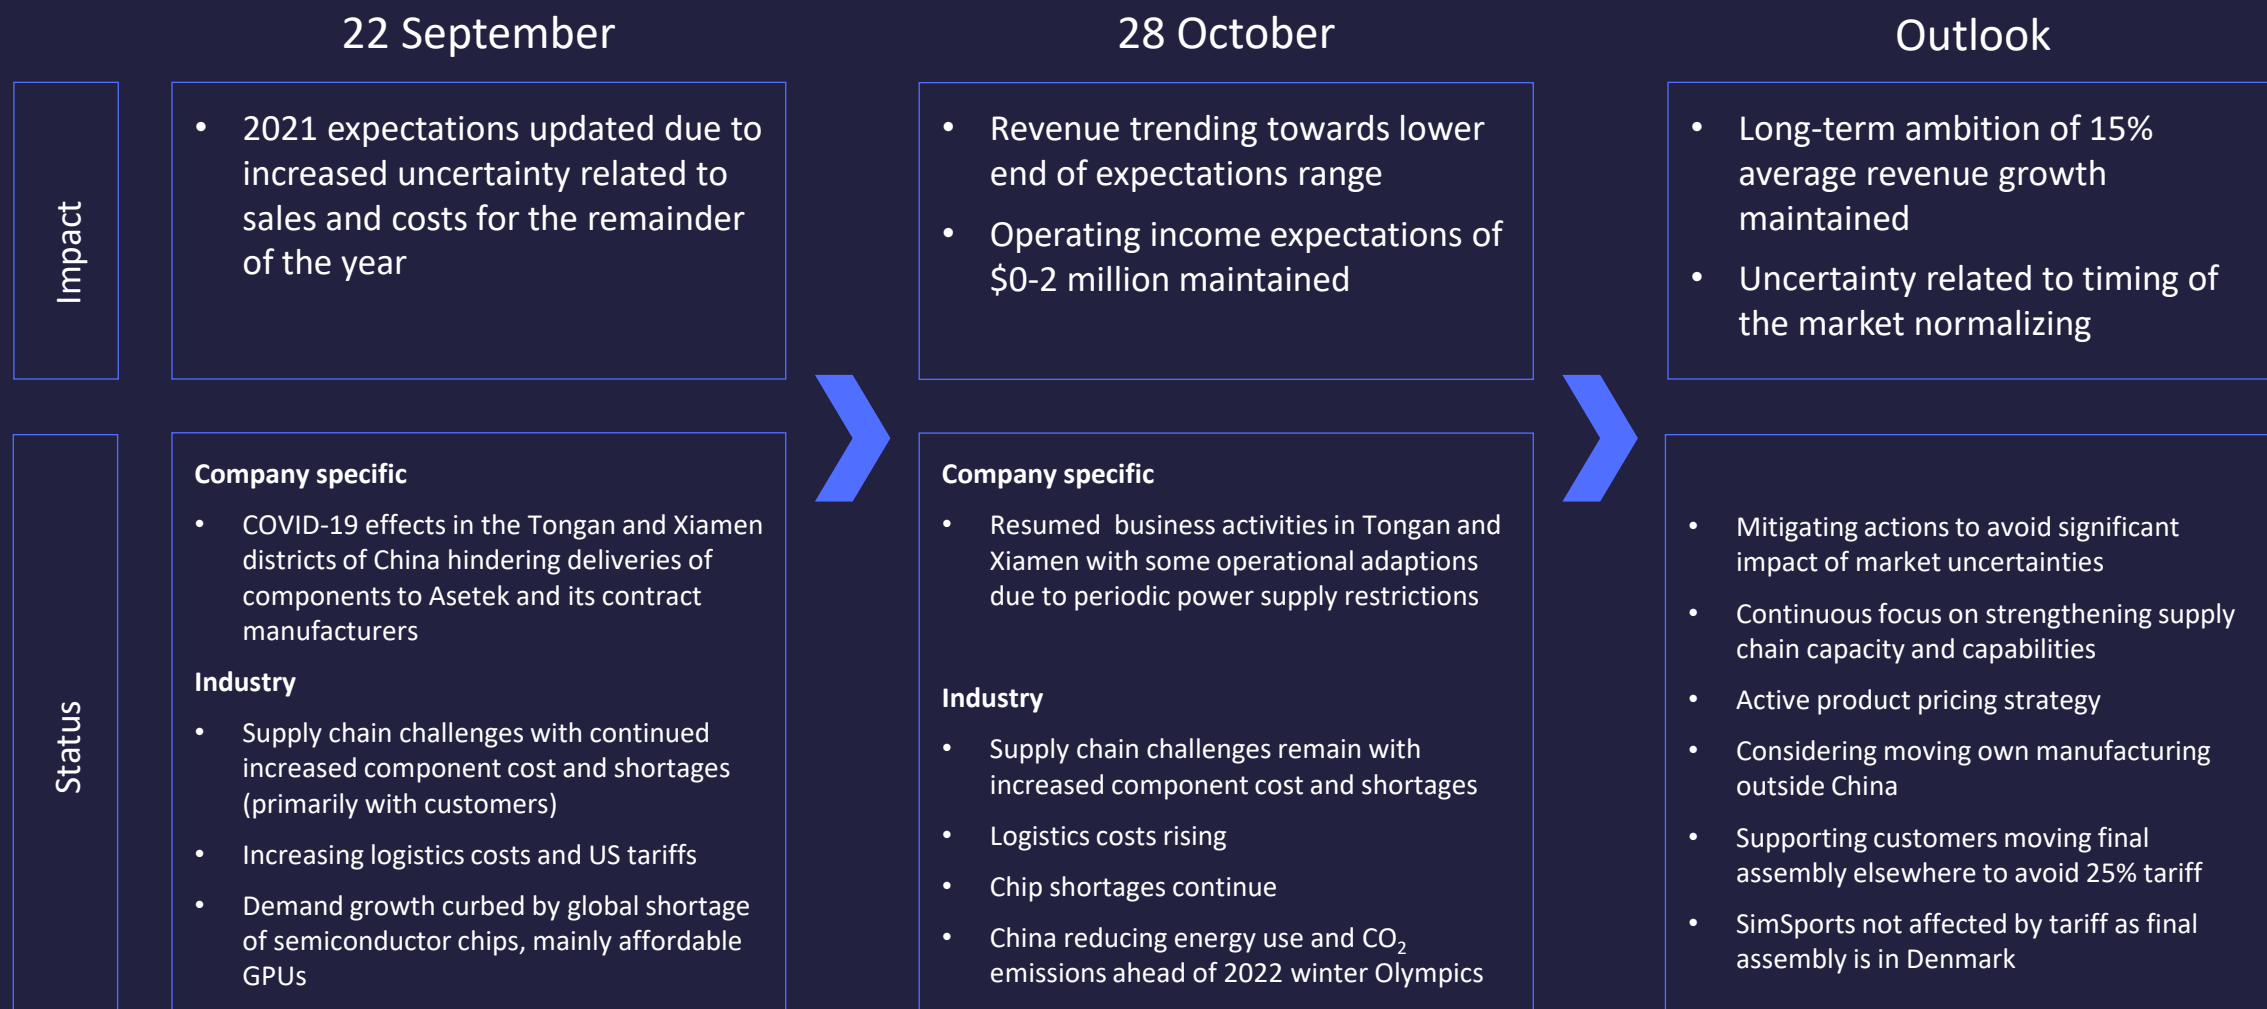 22 September
28 October
Outlook
Impact
• 2021 expectations updated due to
increased uncertainty related to
sales and costs for the remainder
of the year
• Revenue trending towards lower
end of expectations range
• Operating income expectations of
$0-2 million maintained
• Long-term ambition of 15%
average revenue growth
maintained
• Uncertainty related to timing of
the market normalizing
Status
Company specific
• COVID-19 effects in the Tongan and Xiamen
districts of China hindering deliveries of
components to Asetek and its contract
manufacturers
Industry
• Supply chain challenges with continued
increased component cost and shortages
(primarily with customers)
• Increasing logistics costs and US tariffs
• Demand growth curbed by global shortage
of semiconductor chips, mainly affordable
GPUs
Company specific
• Resumed business activities in Tongan and
Xiamen with some operational adaptions
due to periodic power supply restrictions
Industry
• Supply chain challenges remain with
increased component cost and shortages
• Logistics costs rising
• Chip shortages continue
• China reducing energy use and CO₂
emissions ahead of 2022 winter Olympics
• Mitigating actions to avoid significant
impact of market uncertainties
• Continuous focus on strengthening supply
chain capacity and capabilities
• Active product pricing strategy
• Considering moving own manufacturing
outside China
• Supporting customers moving final
assembly elsewhere to avoid 25% tariff
• SimSports not affected by tariff as final
assembly is in Denmark